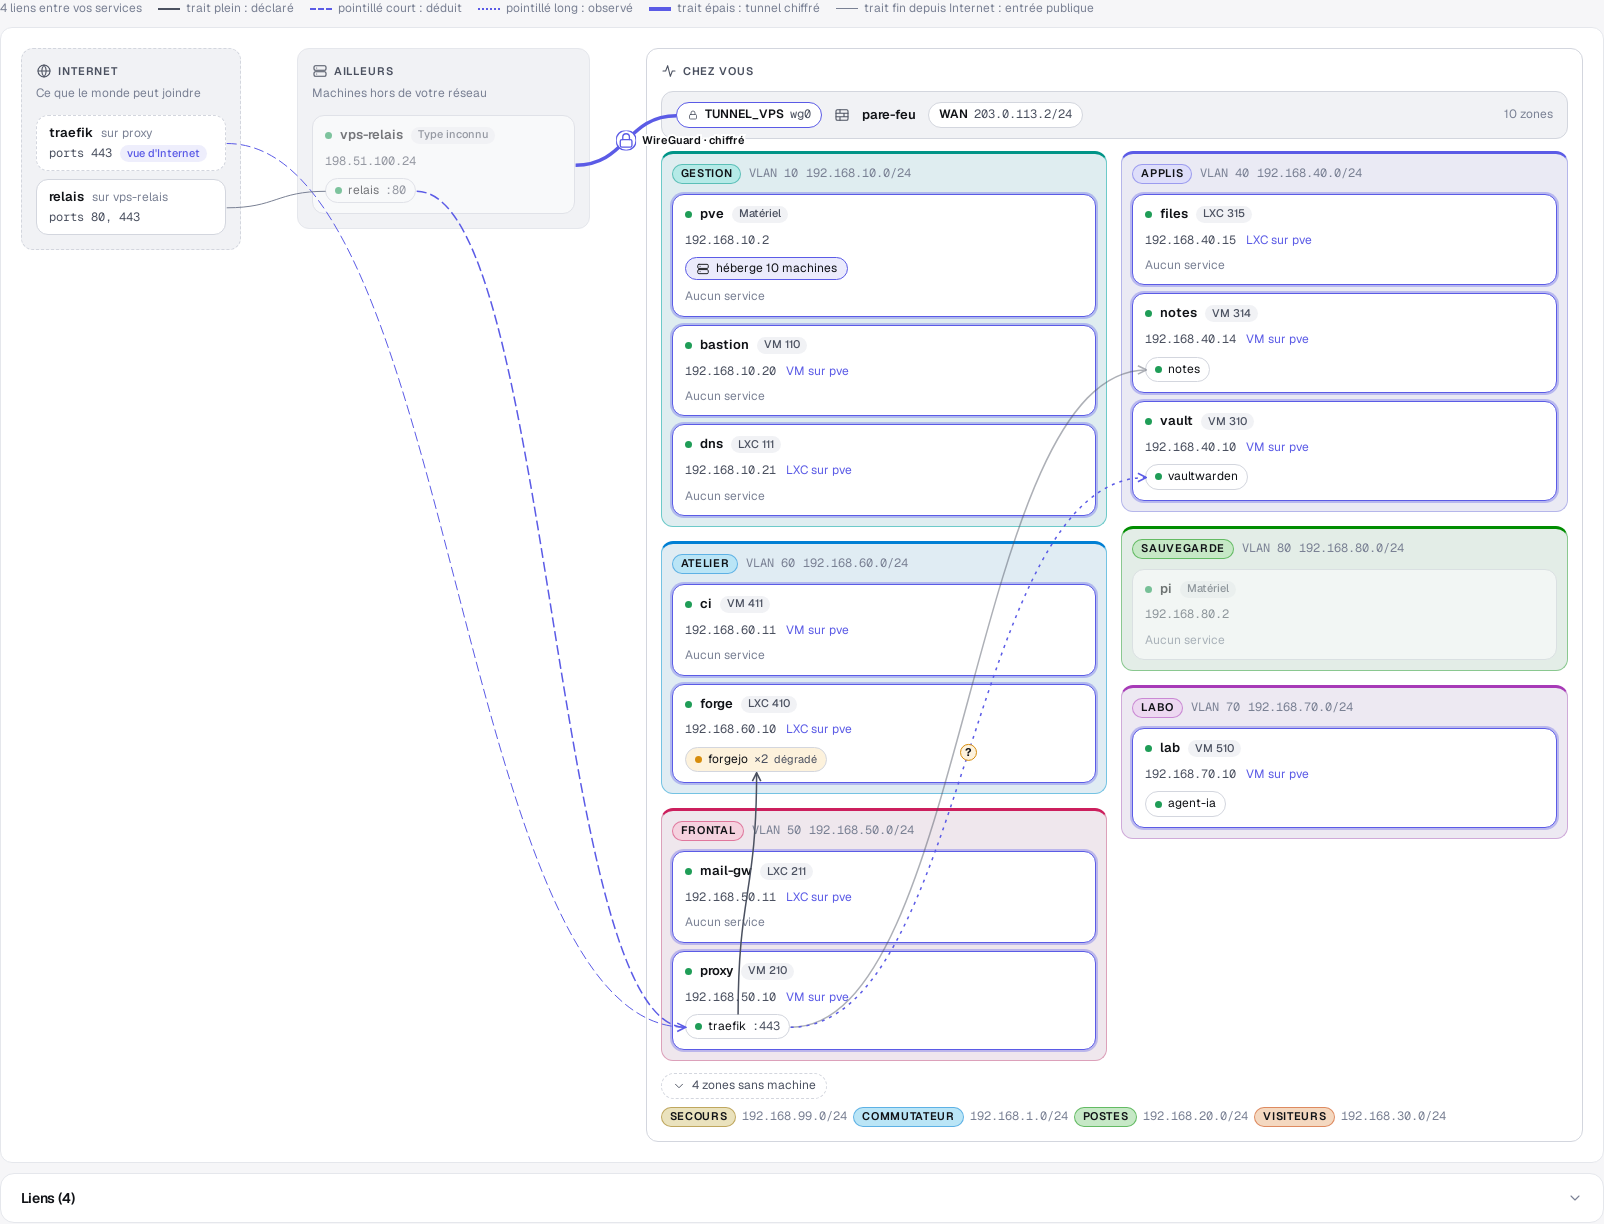 4 liens entre vos services trait plein : déclaré pointillé court : déduit pointillé long : observé trait épais : tunnel chiffré trait fin depuis Internet : entrée publique
INTERNET
Ce que le monde peut joindre
traefik sur proxy
ports 443 vue d'Internet
relais sur vps-relais
ports 80, 443
AILLEURS
Machines hors de votre réseau
vps-relais Type inconnu
198.51.100.24
relais :80
WireGuard · chiffré
CHEZ VOUS
TUNNEL_VPS wg0 pare-feu WAN 203.0.113.2/24 10 zones
GESTION VLAN 10 192.168.10.0/24
pve Matériel
192.168.10.2
héberge 10 machines
Aucun service
bastion VM 110
192.168.10.20 VM sur pve
Aucun service
dns LXC 111
192.168.10.21 LXC sur pve
Aucun service
ATELIER VLAN 60 192.168.60.0/24
ci VM 411
192.168.60.11 VM sur pve
Aucun service
forge LXC 410
192.168.60.10 LXC sur pve
forgejo ×2 dégradé
?
FRONTAL VLAN 50 192.168.50.0/24
mail-gw LXC 211
192.168.50.11 LXC sur pve
Aucun service
proxy VM 210
192.168.50.10 VM sur pve
traefik :443
APPLIS VLAN 40 192.168.40.0/24
files LXC 315
192.168.40.15 LXC sur pve
Aucun service
notes VM 314
192.168.40.14 VM sur pve
notes
vault VM 310
192.168.40.10 VM sur pve
vaultwarden
SAUVEGARDE VLAN 80 192.168.80.0/24
pi Matériel
192.168.80.2
Aucun service
LABO VLAN 70 192.168.70.0/24
lab VM 510
192.168.70.10 VM sur pve
agent-ia
4 zones sans machine
SECOURS 192.168.99.0/24 COMMUTATEUR 192.168.1.0/24 POSTES 192.168.20.0/24 VISITEURS 192.168.30.0/24
Liens (4)